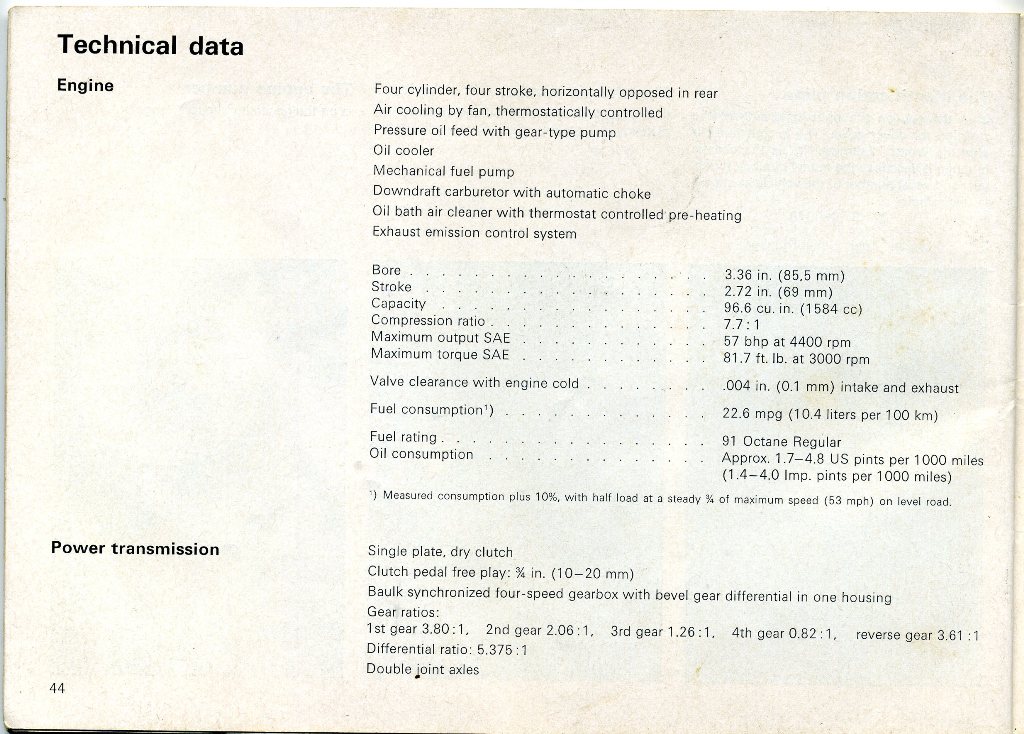 Technical data
Engine
Four cylinder, four stroke, horizontally opposed in rear
Air cooling by fan, thermostatically controlled
Pressure oil feed with gear-type pump
Oil cooler
Mechanical fuel pump
Downdraft carburetor with automatic choke
Oil bath air cleaner with thermostat controlled pre-heating
Exhaust emission control system
Bore . . . . . . . . . . . . . . . . . . 3.36 in. (85,5 mm)
Stroke . . . . . . . . . . . . . . . . . 2.72 in. (69 mm)
Capacity . . . . . . . . . . . . . . . . 96.6 cu. in. (1584 cc)
Compression ratio . . . . . . . . . . . . . 7.7 : 1
Maximum output SAE . . . . . . . . . . . 57 bhp at 4400 rpm
Maximum torque SAE . . . . . . . . . . . 81.7 ft. lb. at 3000 rpm
Valve clearance with engine cold . . . . . . . . .004 in. (0.1 mm) intake and exhaust
Fuel consumption¹) . . . . . . . . . . . . 22.6 mpg (10.4 liters per 100 km)
Fuel rating . . . . . . . . . . . . . . . . 91 Octane Regular
Oil consumption . . . . . . . . . . . . . Approx. 1.7–4.8 US pints per 1000 miles
(1.4–4.0 Imp. pints per 1000 miles)
¹) Measured consumption plus 10%, with half load at a steady ¾ of maximum speed (53 mph) on level road.
Power transmission
Single plate, dry clutch
Clutch pedal free play: ¾ in. (10–20 mm)
Baulk synchronized four-speed gearbox with bevel gear differential in one housing
Gear ratios:
1st gear 3.80 : 1, 2nd gear 2.06 : 1, 3rd gear 1.26 : 1, 4th gear 0.82 : 1, reverse gear 3.61 : 1
Differential ratio: 5.375 : 1
Double joint axles
44